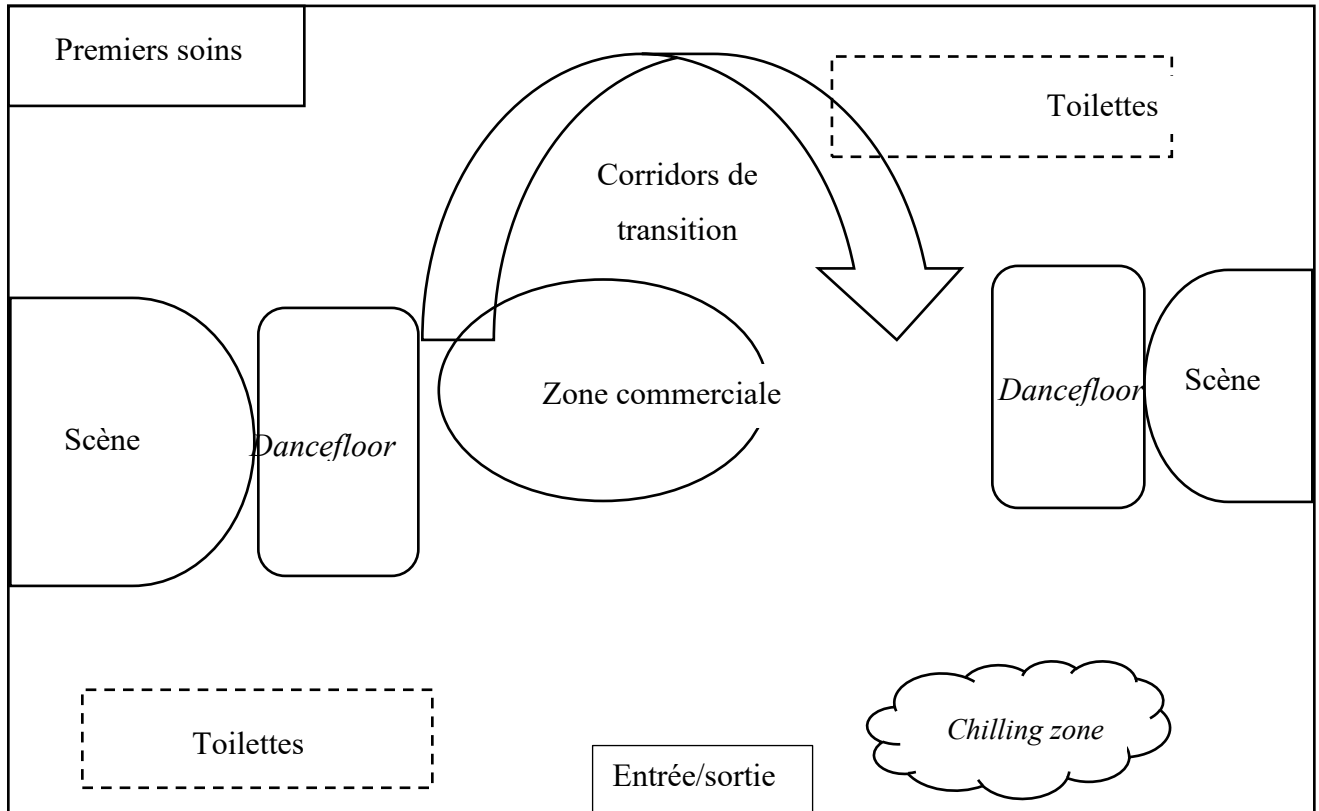 Premiers soins
Toilettes
Corridors de
transition
Scène
Dancefloor
Zone commerciale
Dancefloor
Scène
Toilettes
Entrée/sortie
Chilling zone